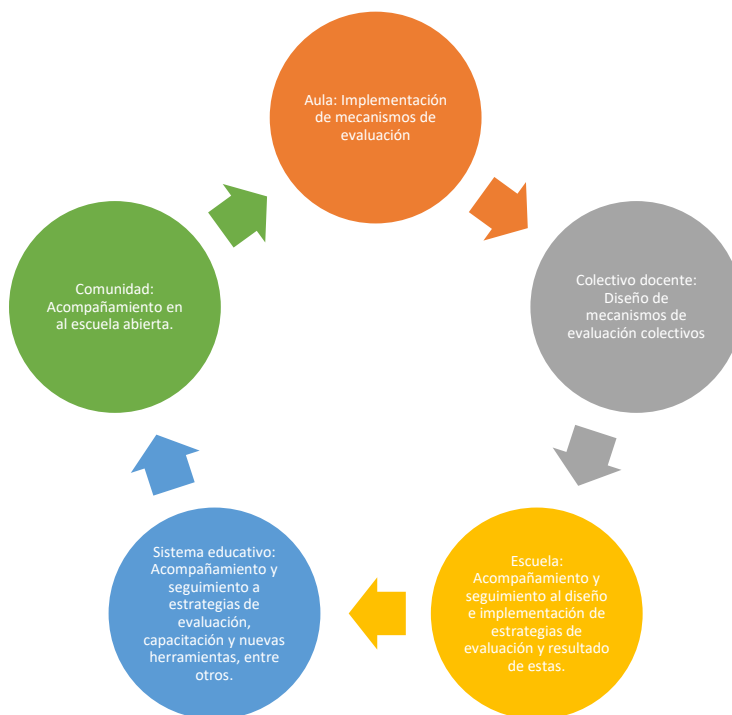 Aula: Implementación
de mecanismos de
evaluación
Colectivo docente:
Diseño de
mecanismos de
evaluación colectivos
Escuela:
Acompañamiento y
seguimiento al diseño
e implementación de
estrategias de
evaluación y resultado
de estas.
Sistema educativo:
Acompañamiento y
seguimiento a
estrategias de
evaluación,
capacitación y nuevas
herramientas, entre
otros.
Comunidad:
Acompañamiento en
al escuela abierta.